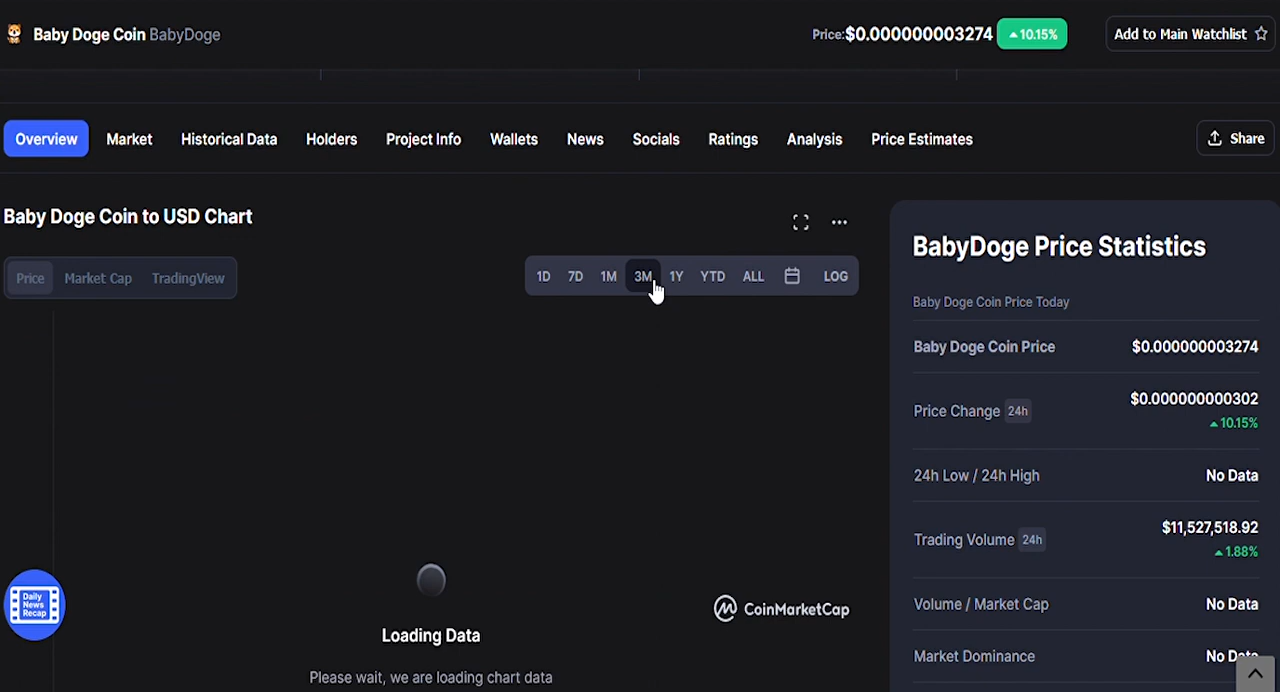 Baby Doge Coin BabyDoge
Price:$0.000000003274 10.15%
Add to Main Watchlist
Overview Market Historical Data Holders Project Info Wallets News Socials Ratings Analysis Price Estimates
Share
Baby Doge Coin to USD Chart
Price Market Cap TradingView
1D 7D 1M 3M 1Y YTD ALL LOG
Daily
News
Recap
CoinMarketCap
Loading Data
Please wait, we are loading chart data
BabyDoge Price Statistics
Baby Doge Coin Price Today
Baby Doge Coin Price $0.000000003274
Price Change 24h $0.000000000302
10.15%
24h Low / 24h High No Data
Trading Volume 24h $11,527,518.92
1.88%
Volume / Market Cap No Data
Market Dominance No Data